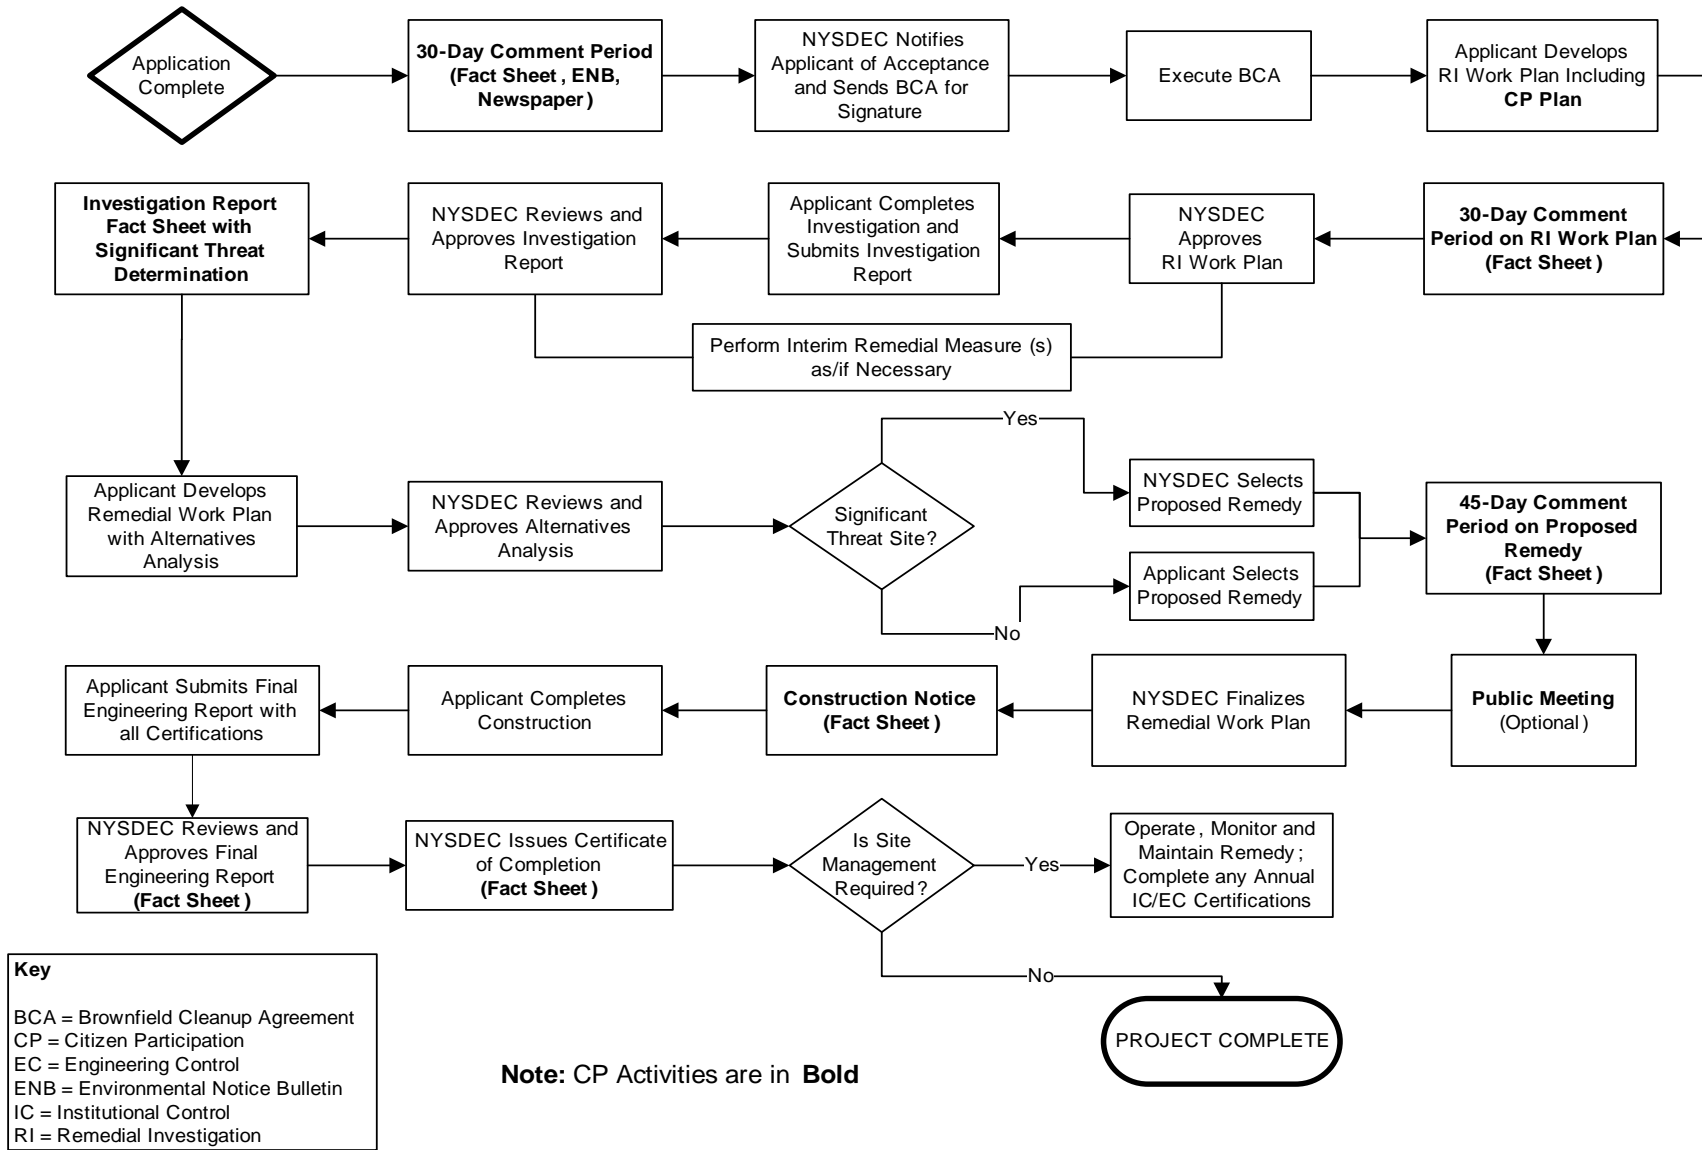 Application
Complete
30-Day Comment Period
(Fact Sheet, ENB,
Newspaper)
NYSDEC Notifies
Applicant of Acceptance
and Sends BCA for
Signature
Execute BCA
Applicant Develops
RI Work Plan Including
CP Plan
Investigation Report
Fact Sheet with
Significant Threat
Determination
NYSDEC Reviews and
Approves Investigation
Report
Applicant Completes
Investigation and
Submits Investigation
Report
NYSDEC
Approves
RI Work Plan
30-Day Comment
Period on RI Work Plan
(Fact Sheet)
Perform Interim Remedial Measure (s)
as/if Necessary
Yes
Applicant Develops
Remedial Work Plan
with Alternatives
Analysis
NYSDEC Reviews and
Approves Alternatives
Analysis
Significant
Threat Site?
NYSDEC Selects
Proposed Remedy
Applicant Selects
Proposed Remedy
45-Day Comment
Period on Proposed
Remedy
(Fact Sheet)
No
Applicant Submits Final
Engineering Report with
all Certifications
Applicant Completes
Construction
Construction Notice
(Fact Sheet)
NYSDEC Finalizes
Remedial Work Plan
Public Meeting
(Optional)
NYSDEC Reviews and
Approves Final
Engineering Report
(Fact Sheet)
NYSDEC Issues Certificate
of Completion
(Fact Sheet)
Is Site
Management
Required?
Yes
Operate, Monitor and
Maintain Remedy;
Complete any Annual
IC/EC Certifications
No
PROJECT COMPLETE
Key
BCA = Brownfield Cleanup Agreement
CP = Citizen Participation
EC = Engineering Control
ENB = Environmental Notice Bulletin
IC = Institutional Control
RI = Remedial Investigation
Note: CP Activities are in Bold